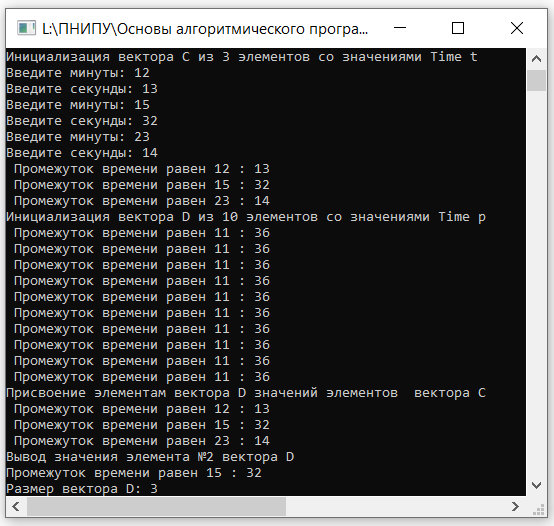 L:\ПНИПУ\Основы алгоритмического програ...
Инициализация вектора C из 3 элементов со значениями Time t
Введите минуты: 12
Введите секунды: 13
Введите минуты: 15
Введите секунды: 32
Введите минуты: 23
Введите секунды: 14
Промежуток времени равен 12 : 13
Промежуток времени равен 15 : 32
Промежуток времени равен 23 : 14
Инициализация вектора D из 10 элементов со значениями Time p
Промежуток времени равен 11 : 36
Промежуток времени равен 11 : 36
Промежуток времени равен 11 : 36
Промежуток времени равен 11 : 36
Промежуток времени равен 11 : 36
Промежуток времени равен 11 : 36
Промежуток времени равен 11 : 36
Промежуток времени равен 11 : 36
Промежуток времени равен 11 : 36
Промежуток времени равен 11 : 36
Присвоение элементам вектора D значений элементов  вектора C
Промежуток времени равен 12 : 13
Промежуток времени равен 15 : 32
Промежуток времени равен 23 : 14
Вывод значения элемента №2 вектора D
Промежуток времени равен 15 : 32
Размер вектора D: 3